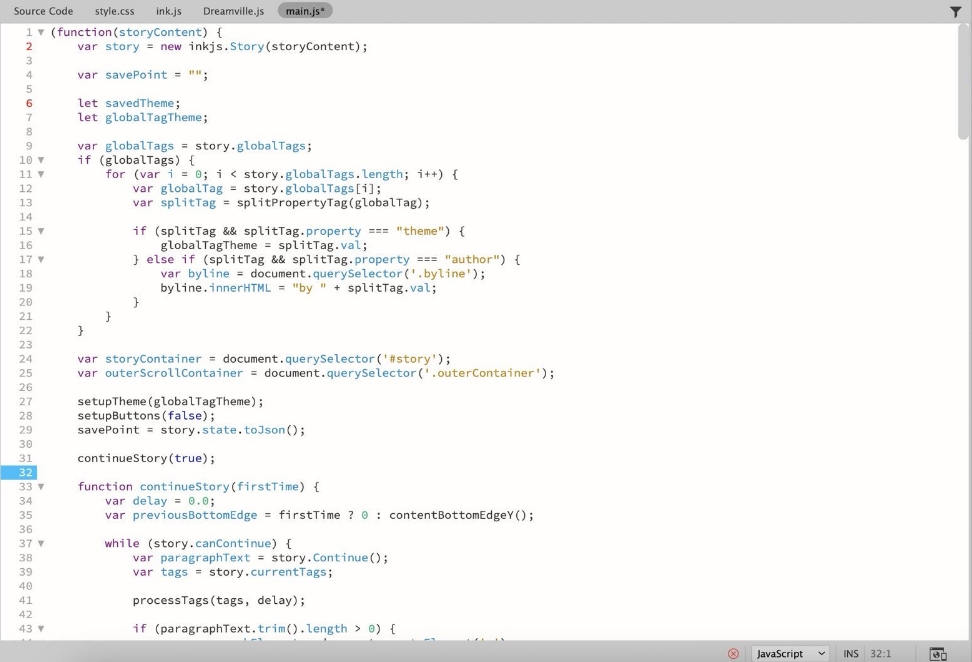 Source Code style.css ink.js Dreamville.js main.js*
1 (function(storyContent) {
2 var story = new inkjs.Story(storyContent);
3
4 var savePoint = "";
5
6 let savedTheme;
7 let globalTagTheme;
8
9 var globalTags = story.globalTags;
10 if (globalTags) {
11 for (var i = 0; i < story.globalTags.length; i++) {
12 var globalTag = story.globalTags[i];
13 var splitTag = splitPropertyTag(globalTag);
14
15 if (splitTag && splitTag.property === "theme") {
16 globalTagTheme = splitTag.val;
17 } else if (splitTag && splitTag.property === "author") {
18 var byline = document.querySelector('.byline');
19 byline.innerHTML = "by " + splitTag.val;
20 }
21 }
22 }
23
24 var storyContainer = document.querySelector('#story');
25 var outerScrollContainer = document.querySelector('.outerContainer');
26
27 setupTheme(globalTagTheme);
28 setupButtons(false);
29 savePoint = story.state.toJson();
30
31 continueStory(true);
32
33 function continueStory(firstTime) {
34 var delay = 0.0;
35 var previousBottomEdge = firstTime ? 0 : contentBottomEdgeY();
36
37 while (story.canContinue) {
38 var paragraphText = story.Continue();
39 var tags = story.currentTags;
40
41 processTags(tags, delay);
42
43 if (paragraphText.trim().length > 0) {
JavaScript INS 32:1